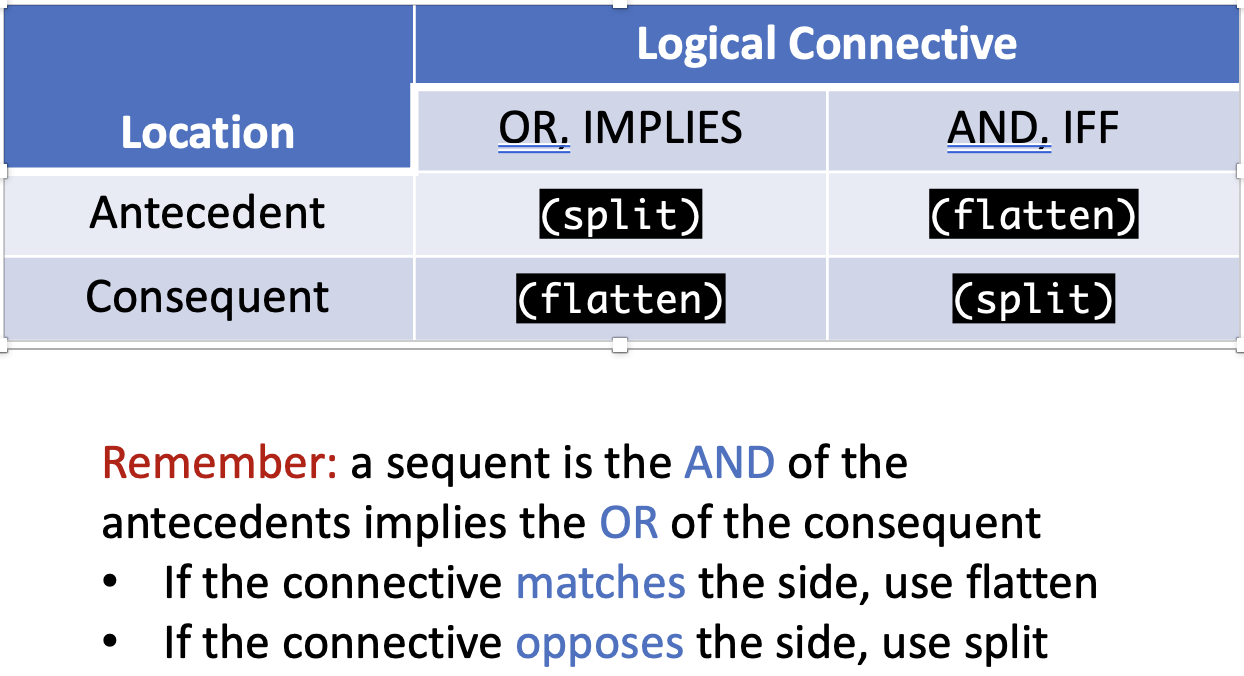 Logical Connective
Location
OR, IMPLIES AND, IFF
Antecedent (split) (flatten)
Consequent (flatten) (split)
Remember: a sequent is the AND of the
antecedents implies the OR of the consequent
• If the connective matches the side, use flatten
• If the connective opposes the side, use split